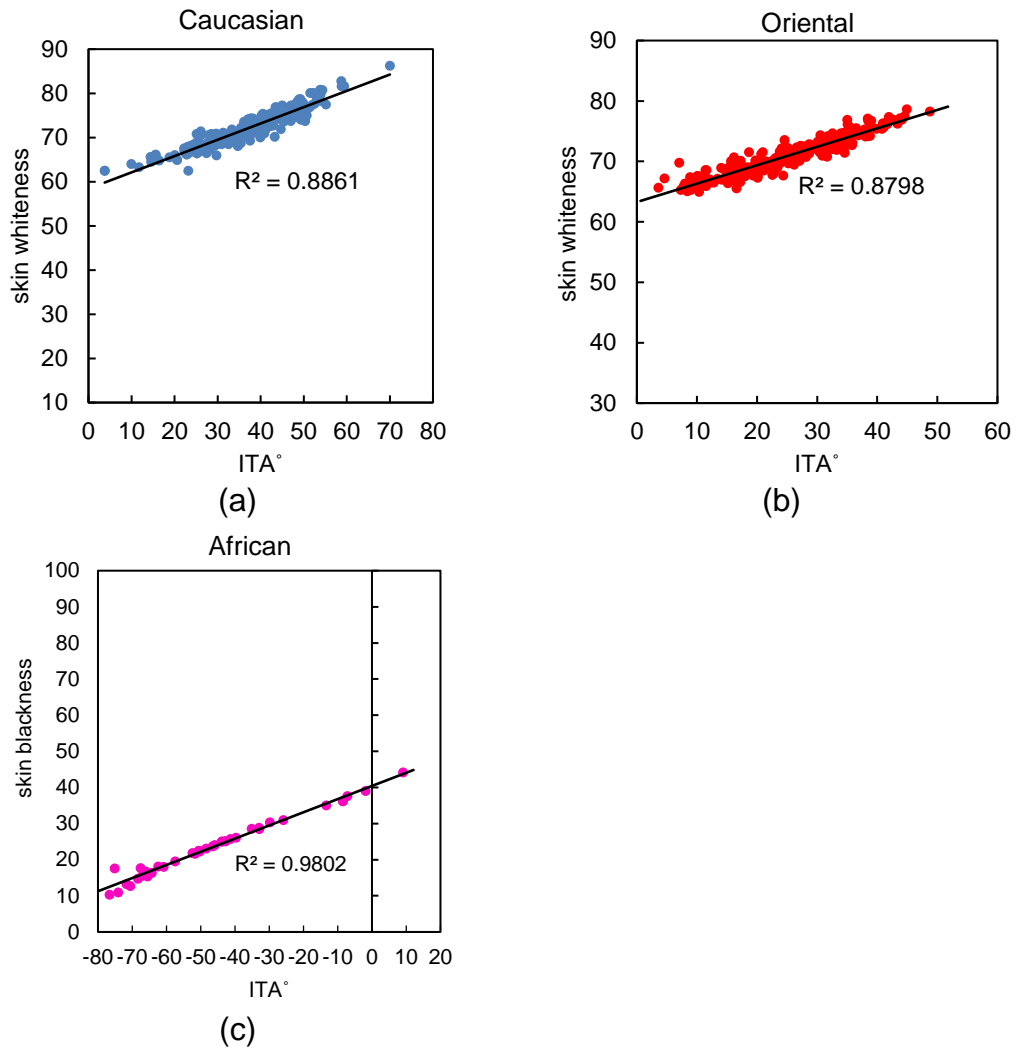 Caucasian
skin whiteness
90
80
70
60
50
40
30
20
10
R² = 0.8861
0 10 20 30 40 50 60 70 80
ITA°
(a)
Oriental
skin whiteness
90
80
70
60
50
40
30
R² = 0.8798
0 10 20 30 40 50 60
ITA°
(b)
African
skin blackness
100
90
80
70
60
50
40
30
20
10
0
R² = 0.9802
-80 -70 -60 -50 -40 -30 -20 -10 0 10 20
ITA°
(c)